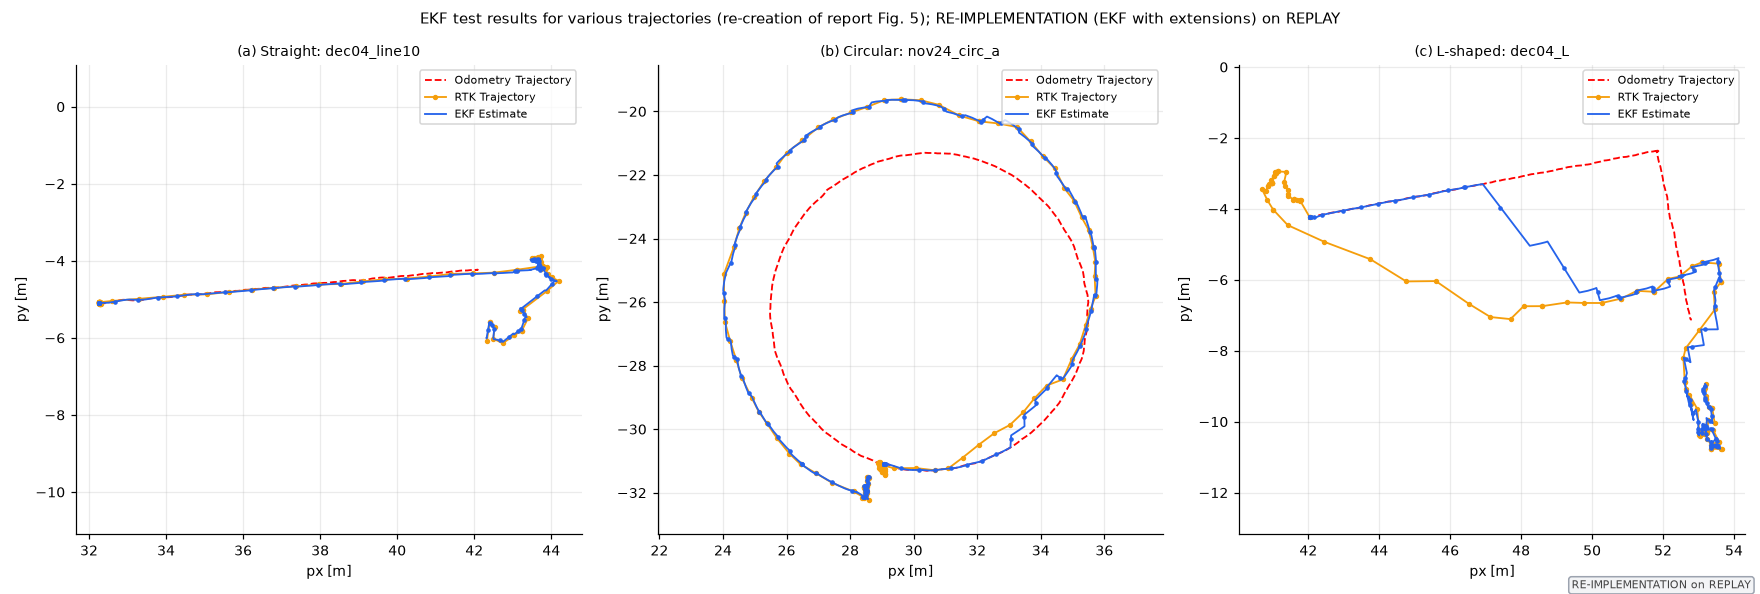 EKF test results for various trajectories (re-creation of report Fig. 5); RE-IMPLEMENTATION (EKF with extensions) on REPLAY
(a) Straight: dec04_line10
Odometry Trajectory
RTK Trajectory
EKF Estimate
py [m]
0
−2
−4
−6
−8
−10
32 34 36 38 40 42 44
px [m]
(b) Circular: nov24_circ_a
Odometry Trajectory
RTK Trajectory
EKF Estimate
py [m]
−20
−22
−24
−26
−28
−30
−32
22 24 26 28 30 32 34 36
px [m]
(c) L-shaped: dec04_L
Odometry Trajectory
RTK Trajectory
EKF Estimate
py [m]
0
−2
−4
−6
−8
−10
−12
42 44 46 48 50 52 54
px [m]
RE-IMPLEMENTATION on REPLAY